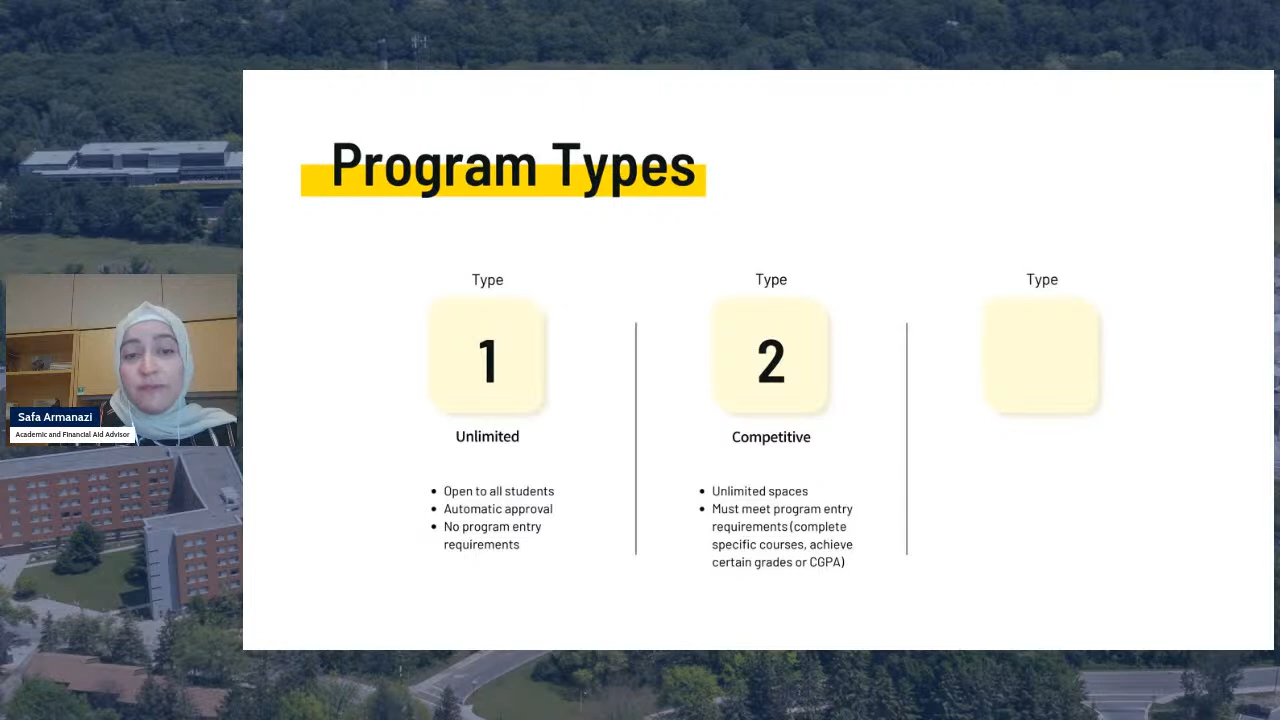 Program Types
Type
1
Unlimited
• Open to all students
• Automatic approval
• No program entry
requirements
Type
2
Competitive
• Unlimited spaces
• Must meet program entry
requirements (complete
specific courses, achieve
certain grades or CGPA)
Type
Safa Armanazi
Academic and Financial Aid Advisor